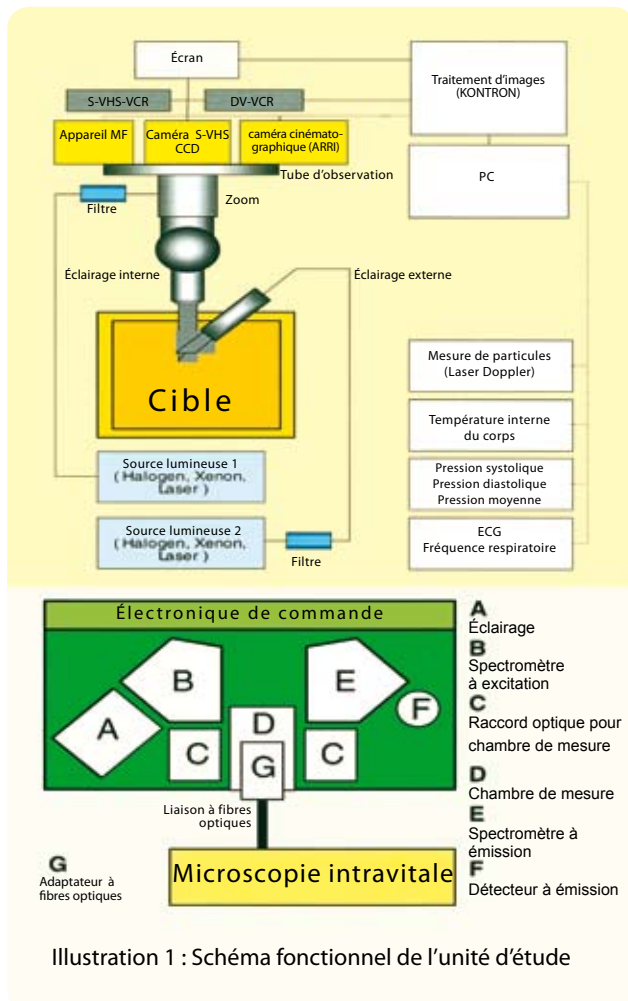 Écran
Traitement d'images
(KONTRON)
S-VHS-VCR
DV-VCR
Appareil MF
Caméra S-VHS
CCD
caméra cinémato-
graphique (ARRI)
PC
Tube d'observation
Filtre
Zoom
Éclairage interne
Éclairage externe
Cible
Mesure de particules
(Laser Doppler)
Température interne
du corps
Pression systolique
Pression diastolique
Pression moyenne
ECG
Fréquence respiratoire
Source lumineuse 1
( Halogen, Xenon,
Laser )
Source lumineuse 2
( Halogen, Xenon,
Laser )
Filtre
Électronique de commande
A
B
C
D
G
C
E
F
Liaison à fibres
optiques
Microscopie intravitale
G
Adaptateur à
fibres optiques
A
Éclairage
B
Spectromètre
à excitation
C
Raccord optique pour
chambre de mesure
D
Chambre de mesure
E
Spectromètre à
émission
F
Détecteur à émission
Illustration 1 : Schéma fonctionnel de l'unité d'étude